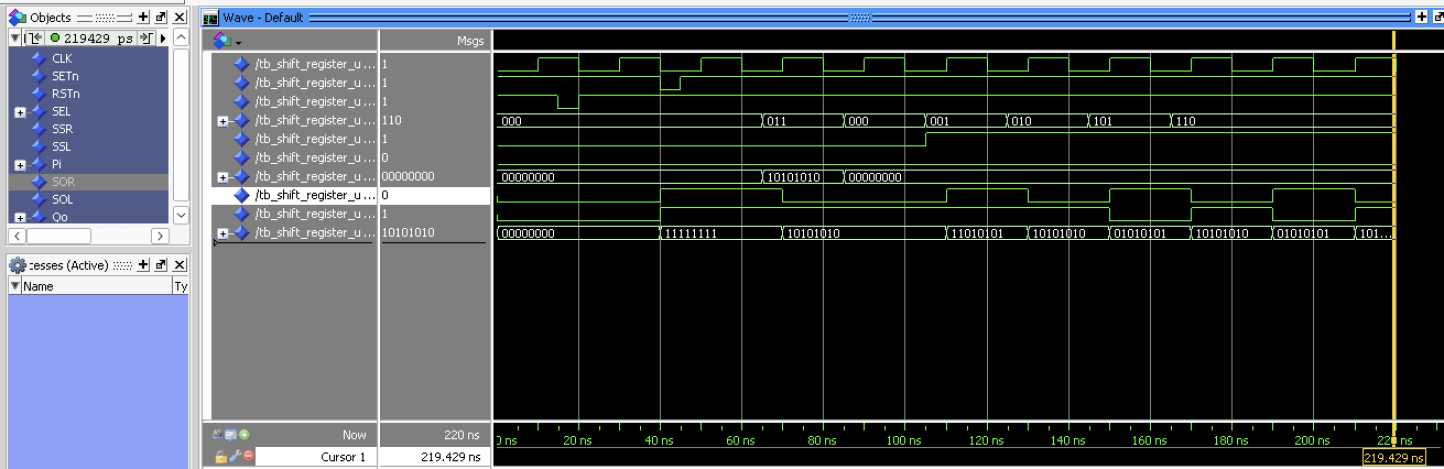 Objects
Wave - Default
219429 ps
Msgs
CLK
SETn
RSTn
SEL
SSR
SSL
Pi
SOR
SOL
Qo
/tb_shift_register_u ... 1
/tb_shift_register_u ... 1
/tb_shift_register_u ... 1
/tb_shift_register_u ... 110 000 011 000 001 010 101 110
/tb_shift_register_u ... 1
/tb_shift_register_u ... 0
/tb_shift_register_u ... 00000000 00000000 10101010 00000000
/tb_shift_register_u ... 0
/tb_shift_register_u ... 1
/tb_shift_register_u ... 10101010 00000000 11111111 10101010 11010101 10101010 01010101 10101010 01010101 101...
cesses (Active)
Name Ty
Now 220 ns
20 ns 40 ns 60 ns 80 ns 100 ns 120 ns 140 ns 160 ns 180 ns 200 ns 220 ns
Cursor 1 219.429 ns
219.429 ns